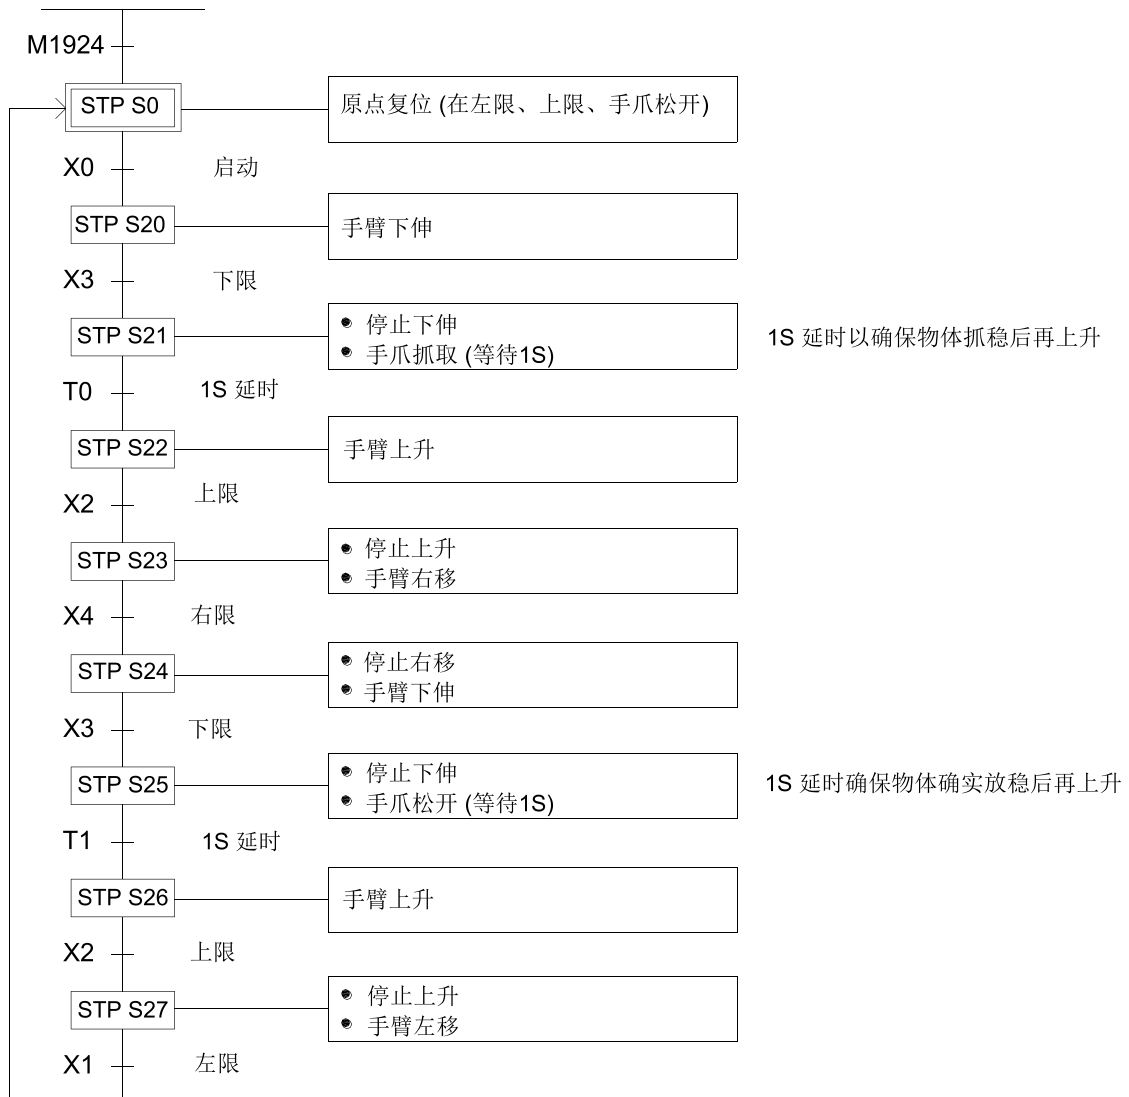 M1924
STP S0
原点复位 (在左限、上限、手爪松开)
X0 启动
STP S20
手臂下伸
X3 下限
STP S21
停止下伸
手爪抓取 (等待1S)
1S 延时以确保物体抓稳后再上升
T0 1S 延时
STP S22
手臂上升
X2 上限
STP S23
停止上升
手臂右移
X4 右限
STP S24
停止右移
手臂下伸
X3 下限
STP S25
停止下伸
手爪松开 (等待1S)
1S 延时确保物体确实放稳后再上升
T1 1S 延时
STP S26
手臂上升
X2 上限
STP S27
停止上升
手臂左移
X1 左限